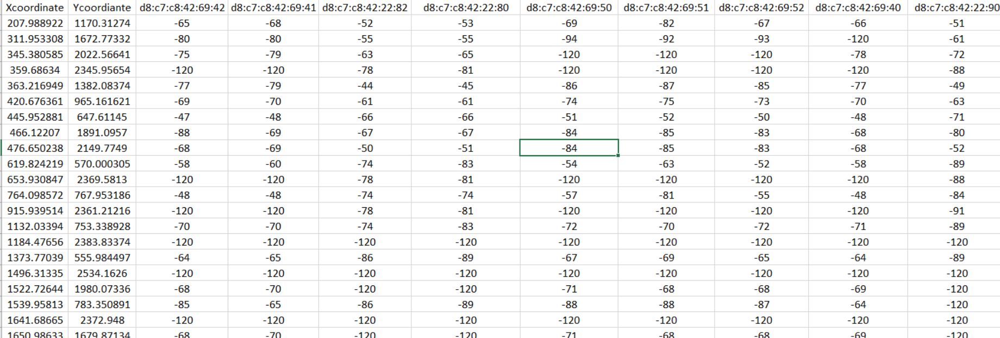 Xcoordinate Ycoordiante d8:c7:c8:42:69:42 d8:c7:c8:42:69:41 d8:c7:c8:42:22:82 d8:c7:c8:42:22:80 d8:c7:c8:42:69:50 d8:c7:c8:42:69:51 d8:c7:c8:42:69:52 d8:c7:c8:42:69:40 d8:c7:c8:42:22:90
207.988922 1170.31274 -65 -68 -52 -53 -69 -82 -67 -66 -51
311.953308 1672.77332 -80 -80 -55 -55 -94 -92 -93 -120 -61
345.380585 2022.56641 -75 -79 -63 -65 -120 -120 -120 -78 -72
359.68634 2345.95654 -120 -120 -78 -81 -120 -120 -120 -120 -88
363.216949 1382.08374 -77 -79 -44 -45 -86 -87 -85 -77 -49
420.676361 965.161621 -69 -70 -61 -61 -74 -75 -73 -70 -63
445.952881 647.61145 -47 -48 -66 -66 -51 -52 -50 -48 -71
466.12207 1891.0957 -88 -69 -67 -67 -84 -85 -83 -68 -80
476.650238 2149.7749 -68 -69 -50 -51 -84 -85 -83 -68 -52
619.824219 570.000305 -58 -60 -74 -83 -54 -63 -52 -58 -89
653.930847 2369.5813 -120 -120 -78 -81 -120 -120 -120 -120 -88
764.098572 767.953186 -48 -48 -74 -74 -57 -81 -55 -48 -84
915.939514 2361.21216 -120 -120 -78 -81 -120 -120 -120 -120 -91
1132.03394 753.338928 -70 -70 -74 -83 -72 -70 -72 -71 -89
1184.47656 2383.83374 -120 -120 -120 -120 -120 -120 -120 -120 -120
1373.77039 555.984497 -64 -65 -86 -89 -67 -69 -65 -64 -89
1496.31335 2534.1626 -120 -120 -120 -120 -120 -120 -120 -120 -120
1522.72644 1980.07336 -68 -70 -120 -120 -71 -68 -68 -69 -120
1539.95813 783.350891 -85 -65 -86 -89 -88 -88 -87 -64 -120
1641.68665 2372.948 -120 -120 -120 -120 -120 -120 -120 -120 -120
1650.98633 1679.87134 -68 -70 -120 -120 -71 -68 -68 -69 -120